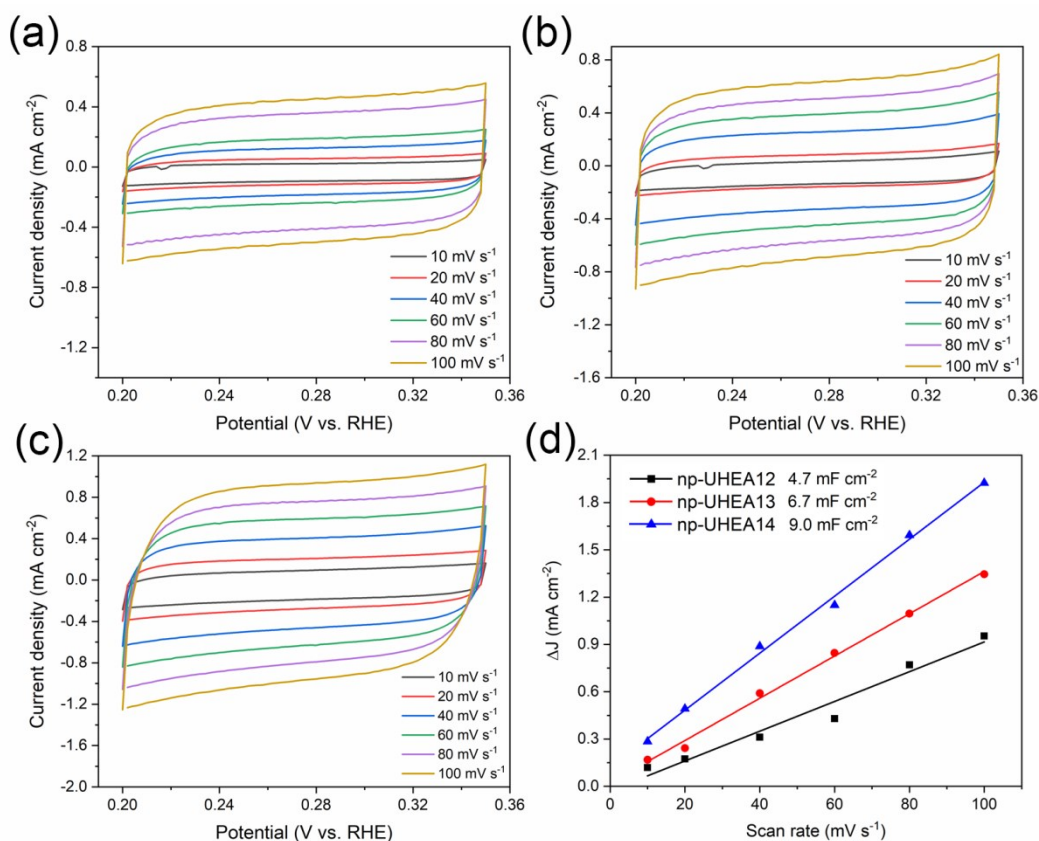 (a)
0.8
0.4
0.0
-0.4
-0.8
-1.2
Current density (mA cm⁻²)
10 mV s⁻¹
20 mV s⁻¹
40 mV s⁻¹
60 mV s⁻¹
80 mV s⁻¹
100 mV s⁻¹
0.20 0.24 0.28 0.32 0.36
Potential (V vs. RHE)
(b)
0.8
0.0
-0.8
-1.6
Current density (mA cm⁻²)
10 mV s⁻¹
20 mV s⁻¹
40 mV s⁻¹
60 mV s⁻¹
80 mV s⁻¹
100 mV s⁻¹
0.20 0.24 0.28 0.32 0.36
Potential (V vs. RHE)
(c)
1.2
0.8
0.4
0.0
-0.4
-0.8
-1.2
-1.6
-2.0
Current density (mA cm⁻²)
10 mV s⁻¹
20 mV s⁻¹
40 mV s⁻¹
60 mV s⁻¹
80 mV s⁻¹
100 mV s⁻¹
0.20 0.24 0.28 0.32 0.36
Potential (V vs. RHE)
(d)
2.1
1.8
1.5
1.2
0.9
0.6
0.3
0.0
ΔJ (mA cm⁻²)
np-UHEA12 4.7 mF cm⁻²
np-UHEA13 6.7 mF cm⁻²
np-UHEA14 9.0 mF cm⁻²
0 20 40 60 80 100
Scan rate (mV s⁻¹)